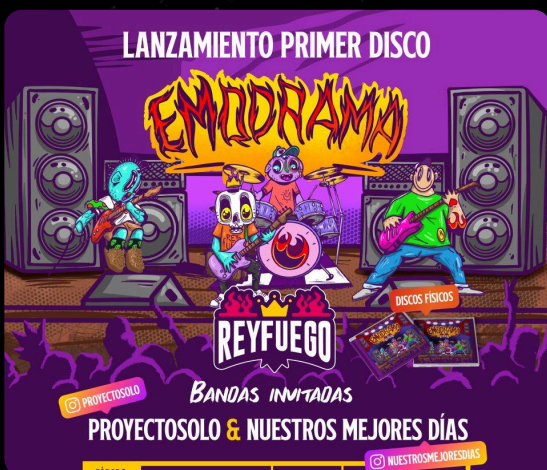 LANZAMIENTO PRIMER DISCO
EMODRAMA
DISCOS FÍSICOS
REYFUEGO
BANDAS INVITADAS
PROYECTOSOLO
PROYECTOSOLO & NUESTROS MEJORES DÍAS
NUESTROSMEJORESDIAS